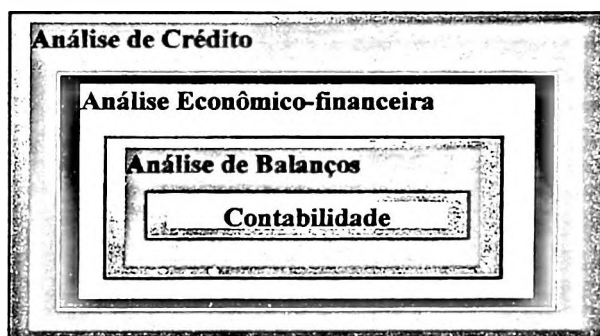 Análise de Crédito
Análise Econômico-financeira
Análise de Balanços
Contabilidade